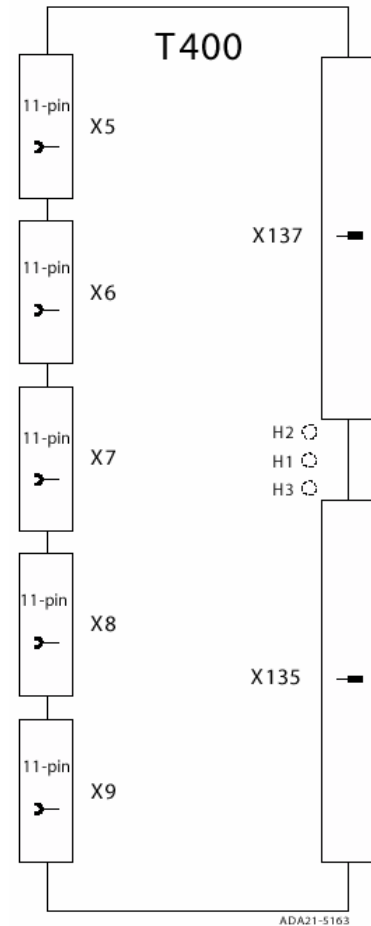 T400
11-pin
X5
X137
11-pin
X6
11-pin
X7
H2
H1
H3
11-pin
X8
X135
11-pin
X9
ADA21-5163